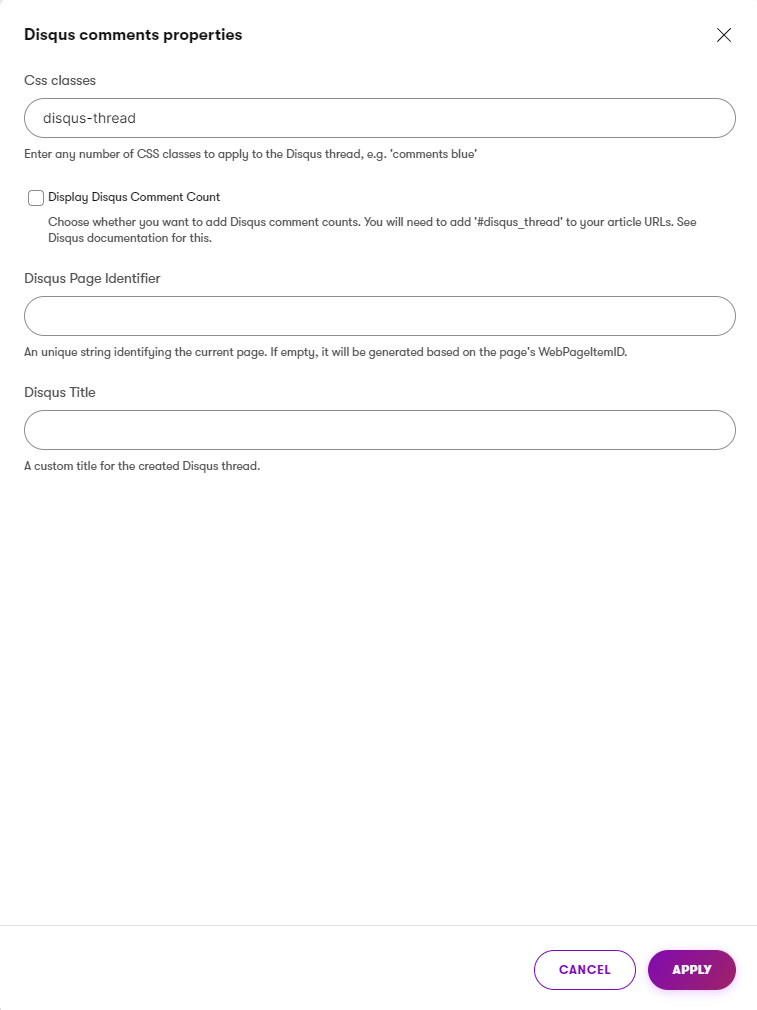 Disqus comments properties
Css classes
disqus-thread
Enter any number of CSS classes to apply to the Disqus thread, e.g. 'comments blue'
Display Disqus Comment Count
Choose whether you want to add Disqus comment counts. You will need to add '#disqus_thread' to your article URLs. See
Disqus documentation for this.
Disqus Page Identifier
An unique string identifying the current page. If empty, it will be generated based on the page's WebPageItemID.
Disqus Title
A custom title for the created Disqus thread.
CANCEL
APPLY